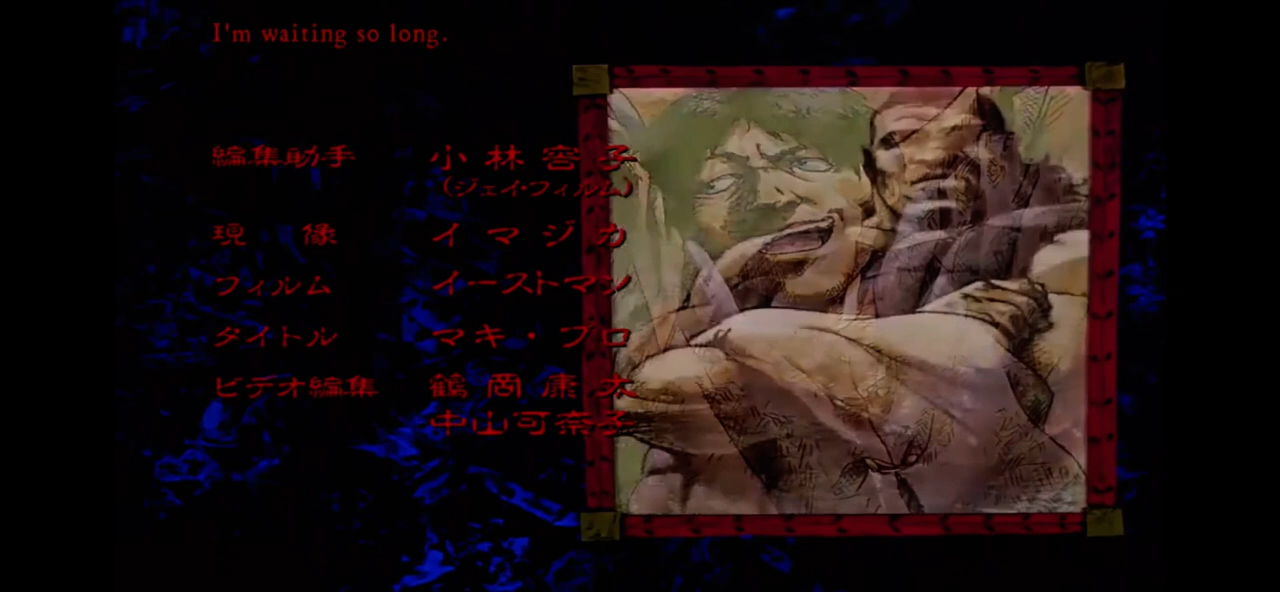 I'm waiting so long.
編集助手 小林容子
(ジェイ・フィルム)
現像 イマジカ
フィルム イーストマン
タイトル マキ・プロ
ビデオ編集 鶴岡康太
中山可奈子